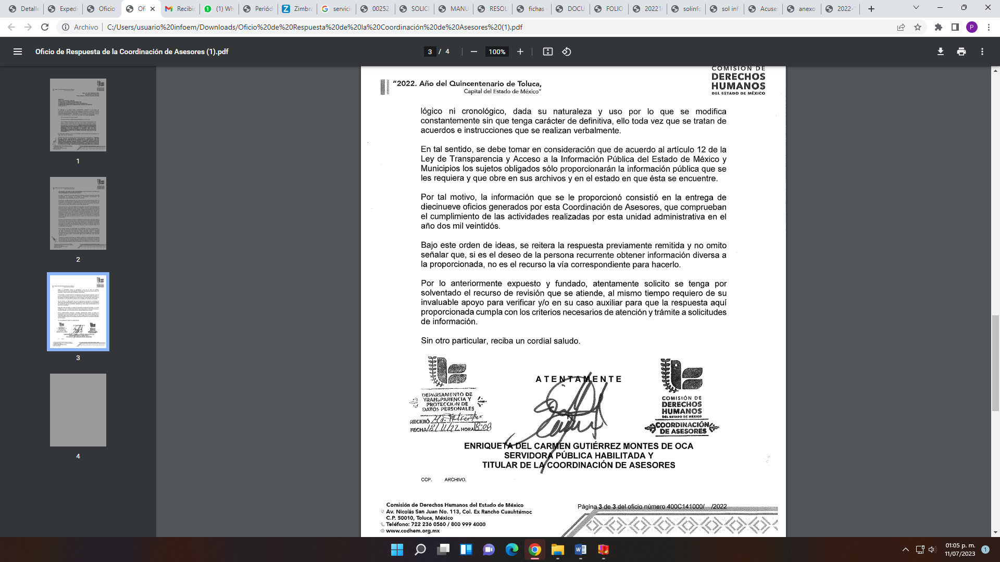 Detalle
Expedi
Oficio
Ofi
Recibid
(1) Wh
Periód
Zimbra
servici
00252
SOLICI
MANU
RESOL
fichas
DOCU
FOLIO
20221
solinfo
sol inf
Acuse
anexo
2022-
Archivo
C:/Users/usuario%20infoem/Downloads/Oficio%20de%20Respuesta%20de%20la%20Coordinación%20de%20Asesores%20(1).pdf
P
Oficio de Respuesta de la Coordinación de Asesores (1).pdf
3 / 4
100%
1
2
3
4
COMISIÓN DE
DERECHOS
HUMANOS
DEL ESTADO DE MÉXICO
"2022. Año del Quincentenario de Toluca,
Capital del Estado de México"
lógico ni cronológico, dada su naturaleza y uso por lo que se modifica
constantemente sin que tenga carácter de definitiva, ello toda vez que se tratan de
acuerdos e instrucciones que se realizan verbalmente.
En tal sentido, se debe tomar en consideración que de acuerdo al artículo 12 de la
Ley de Transparencia y Acceso a la Información Pública del Estado de México y
Municipios los sujetos obligados sólo proporcionarán la información pública que se
les requiera y que obre en sus archivos y en el estado en que ésta se encuentre.
Por tal motivo, la información que se le proporcionó consistió en la entrega de
diecinueve oficios generados por esta Coordinación de Asesores, que comprueban
el cumplimiento de las actividades realizadas por esta unidad administrativa en el
año dos mil veintidós.
Bajo este orden de ideas, se reitera la respuesta previamente remitida y no omito
señalar que, si es el deseo de la persona recurrente obtener información diversa a
la proporcionada, no es el recurso la vía correspondiente para hacerlo.
Por lo anteriormente expuesto y fundado, atentamente solicito se tenga por
solventado el recurso de revisión que se atiende, al mismo tiempo requiero de su
invaluable apoyo para verificar y/o en su caso auxiliar para que la respuesta aquí
proporcionada cumpla con los criterios necesarios de atención y trámite a solicitudes
de información.
Sin otro particular, reciba un cordial saludo.
ATENTAMENTE
DEPARTAMENTO DE
TRANSPARENCIA Y
PROTECCIÓN DE
DATOS PERSONALES
RECIBIÓ
FECHA 18/11/22 HORA 18:08
COMISIÓN DE
DERECHOS
HUMANOS
DEL ESTADO DE MÉXICO
COORDINACIÓN
DE ASESORES
ENRIQUETA DEL CARMEN GUTIÉRREZ MONTES DE OCA
SERVIDORA PÚBLICA HABILITADA Y
TITULAR DE LA COORDINACIÓN DE ASESORES
CCP. ARCHIVO.
Comisión de Derechos Humanos del Estado de México
Av. Nicolás San Juan No. 113, Col. Ex Rancho Cuauhtémoc
C.P. 50010, Toluca, México
Teléfono: 722 236 0560 / 800 999 4000
www.codhem.org.mx
Página 3 de 3 del oficio número 400C141000/ /2022
01:05 p. m.
11/07/2023
1